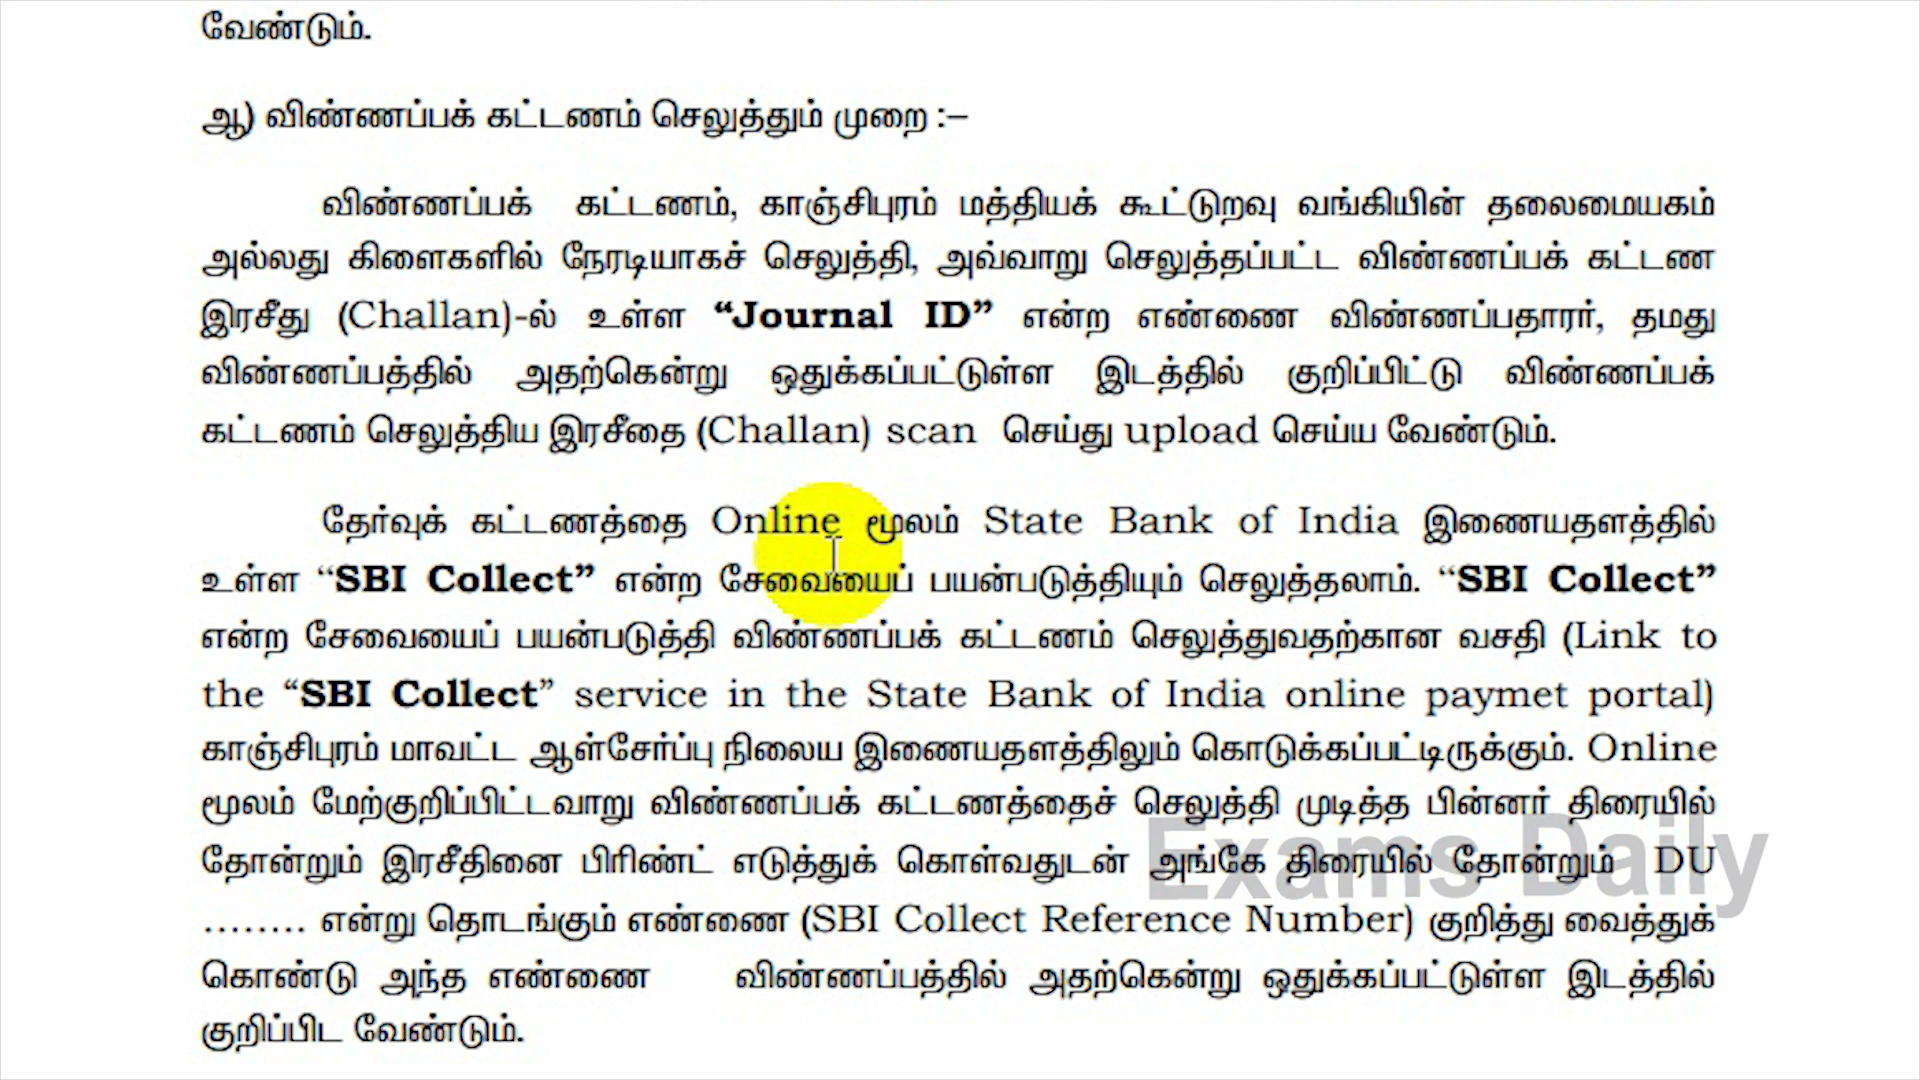 வேண்டும்.
ஆ) விண்ணப்பக் கட்டணம் செலுத்தும் முறை :–
விண்ணப்பக் கட்டணம், காஞ்சிபுரம் மத்தியக் கூட்டுறவு வங்கியின் தலைமையகம்
அல்லது கிளைகளில் நேரடியாகச் செலுத்தி, அவ்வாறு செலுத்தப்பட்ட விண்ணப்பக் கட்டண
இரசீது (Challan)-ல் உள்ள “Journal ID” என்ற எண்ணை விண்ணப்பதாரர், தமது
விண்ணப்பத்தில் அதற்கென்று ஒதுக்கப்பட்டுள்ள இடத்தில் குறிப்பிட்டு விண்ணப்பக்
கட்டணம் செலுத்திய இரசீதை (Challan) scan செய்து upload செய்ய வேண்டும்.
தேர்வுக் கட்டணத்தை Online மூலம் State Bank of India இணையதளத்தில்
உள்ள “SBI Collect” என்ற சேவையைப் பயன்படுத்தியும் செலுத்தலாம். “SBI Collect”
என்ற சேவையைப் பயன்படுத்தி விண்ணப்பக் கட்டணம் செலுத்துவதற்கான வசதி (Link to
the “SBI Collect” service in the State Bank of India online paymet portal)
காஞ்சிபுரம் மாவட்ட ஆள்சேர்ப்பு நிலைய இணையதளத்திலும் கொடுக்கப்பட்டிருக்கும். Online
மூலம் மேற்குறிப்பிட்டவாறு விண்ணப்பக் கட்டணத்தைச் செலுத்தி முடித்த பின்னர் திரையில்
தோன்றும் இரசீதினை பிரிண்ட் எடுத்துக் கொள்வதுடன் அங்கே திரையில் தோன்றும் DU
........ என்று தொடங்கும் எண்ணை (SBI Collect Reference Number) குறித்து வைத்துக்
கொண்டு அந்த எண்ணை விண்ணப்பத்தில் அதற்கென்று ஒதுக்கப்பட்டுள்ள இடத்தில்
குறிப்பிட வேண்டும்.
Exams Daily